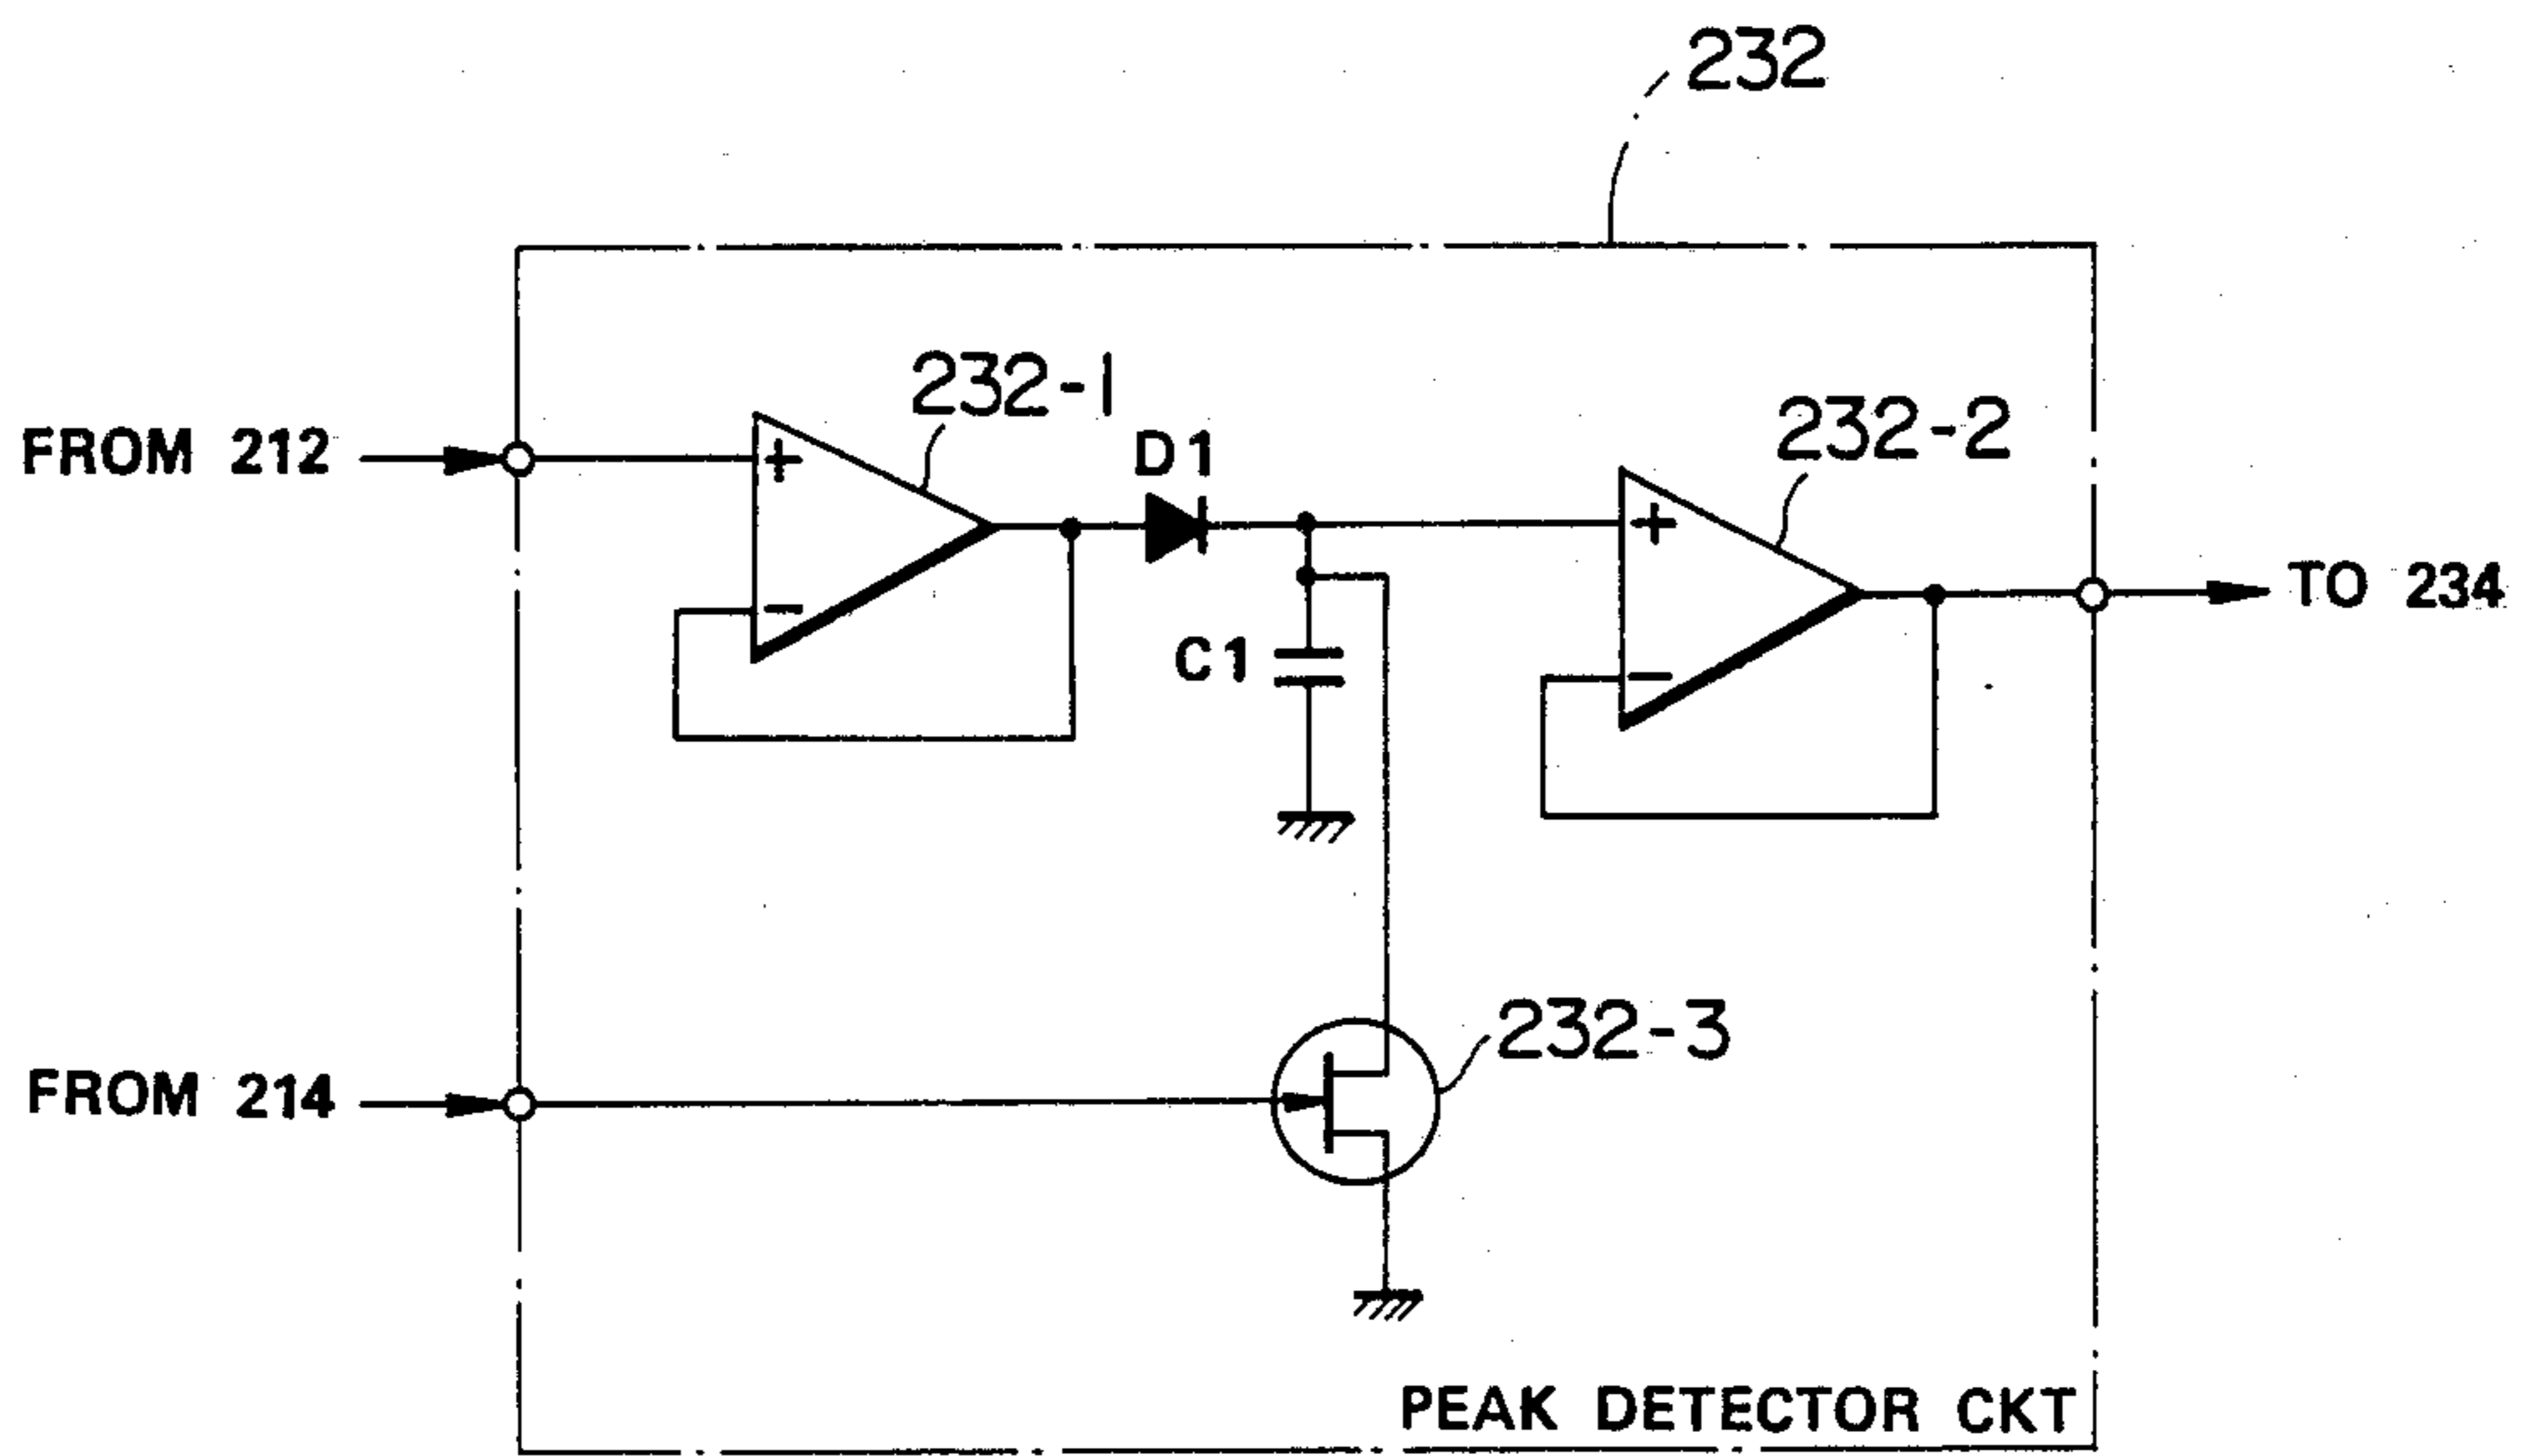 232
232-1
D1
232-2
FROM 212
+
+
TO 234
-
-
C1
232-3
FROM 214
PEAK DETECTOR CKT